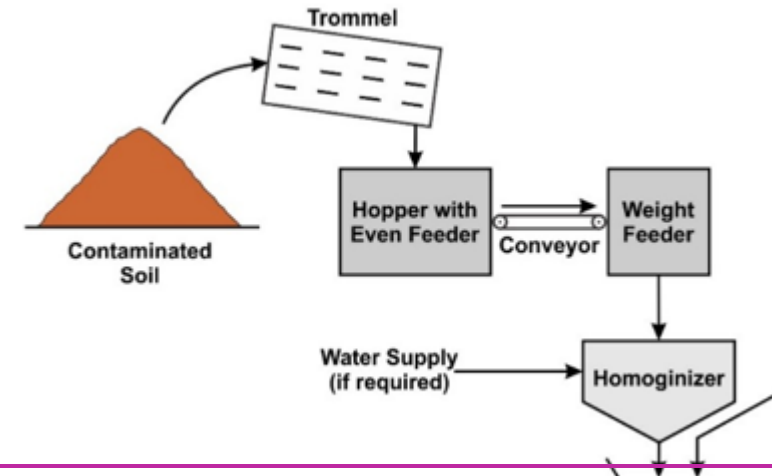 Trommel
Contaminated
Soil
Hopper with
Even Feeder
Conveyor
Weight
Feeder
Water Supply
(if required)
Homoginizer